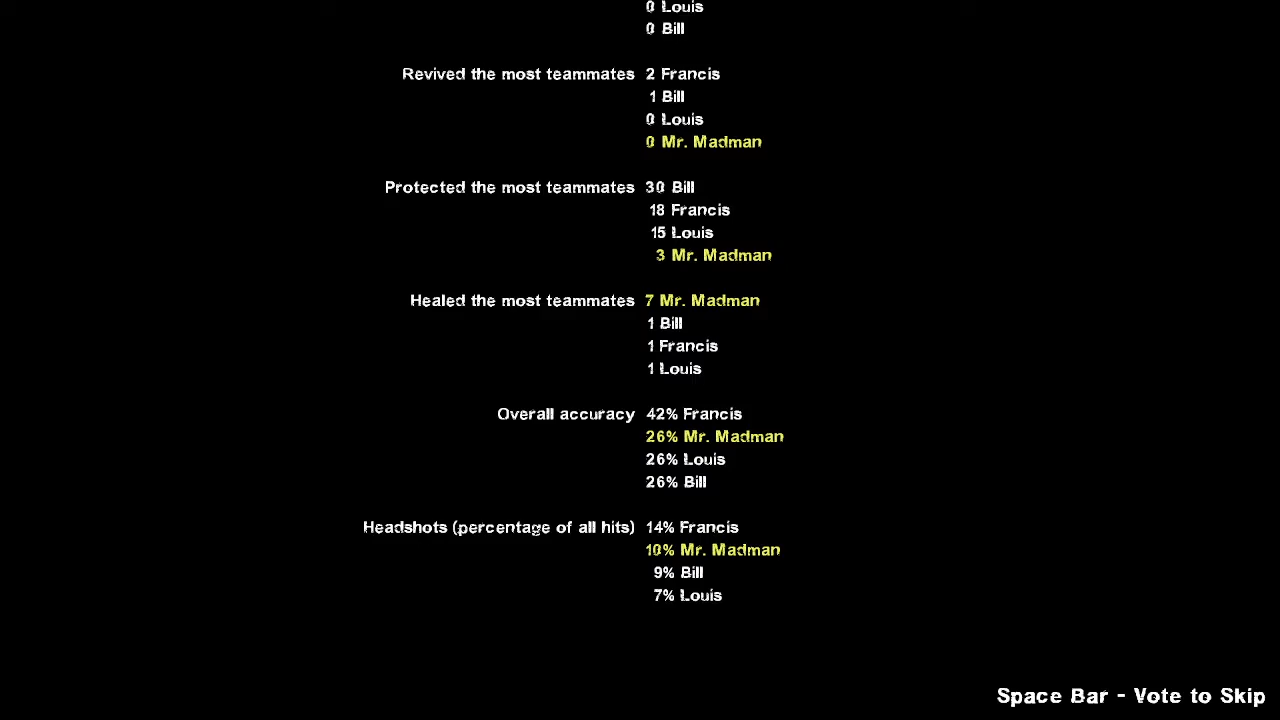 0 Louis
0 Bill
Revived the most teammates 2 Francis
1 Bill
0 Louis
0 Mr. Madman
Protected the most teammates 30 Bill
18 Francis
15 Louis
3 Mr. Madman
Healed the most teammates 7 Mr. Madman
1 Bill
1 Francis
1 Louis
Overall accuracy 42% Francis
26% Mr. Madman
26% Louis
26% Bill
Headshots (percentage of all hits) 14% Francis
10% Mr. Madman
9% Bill
7% Louis
Space Bar - Vote to Skip